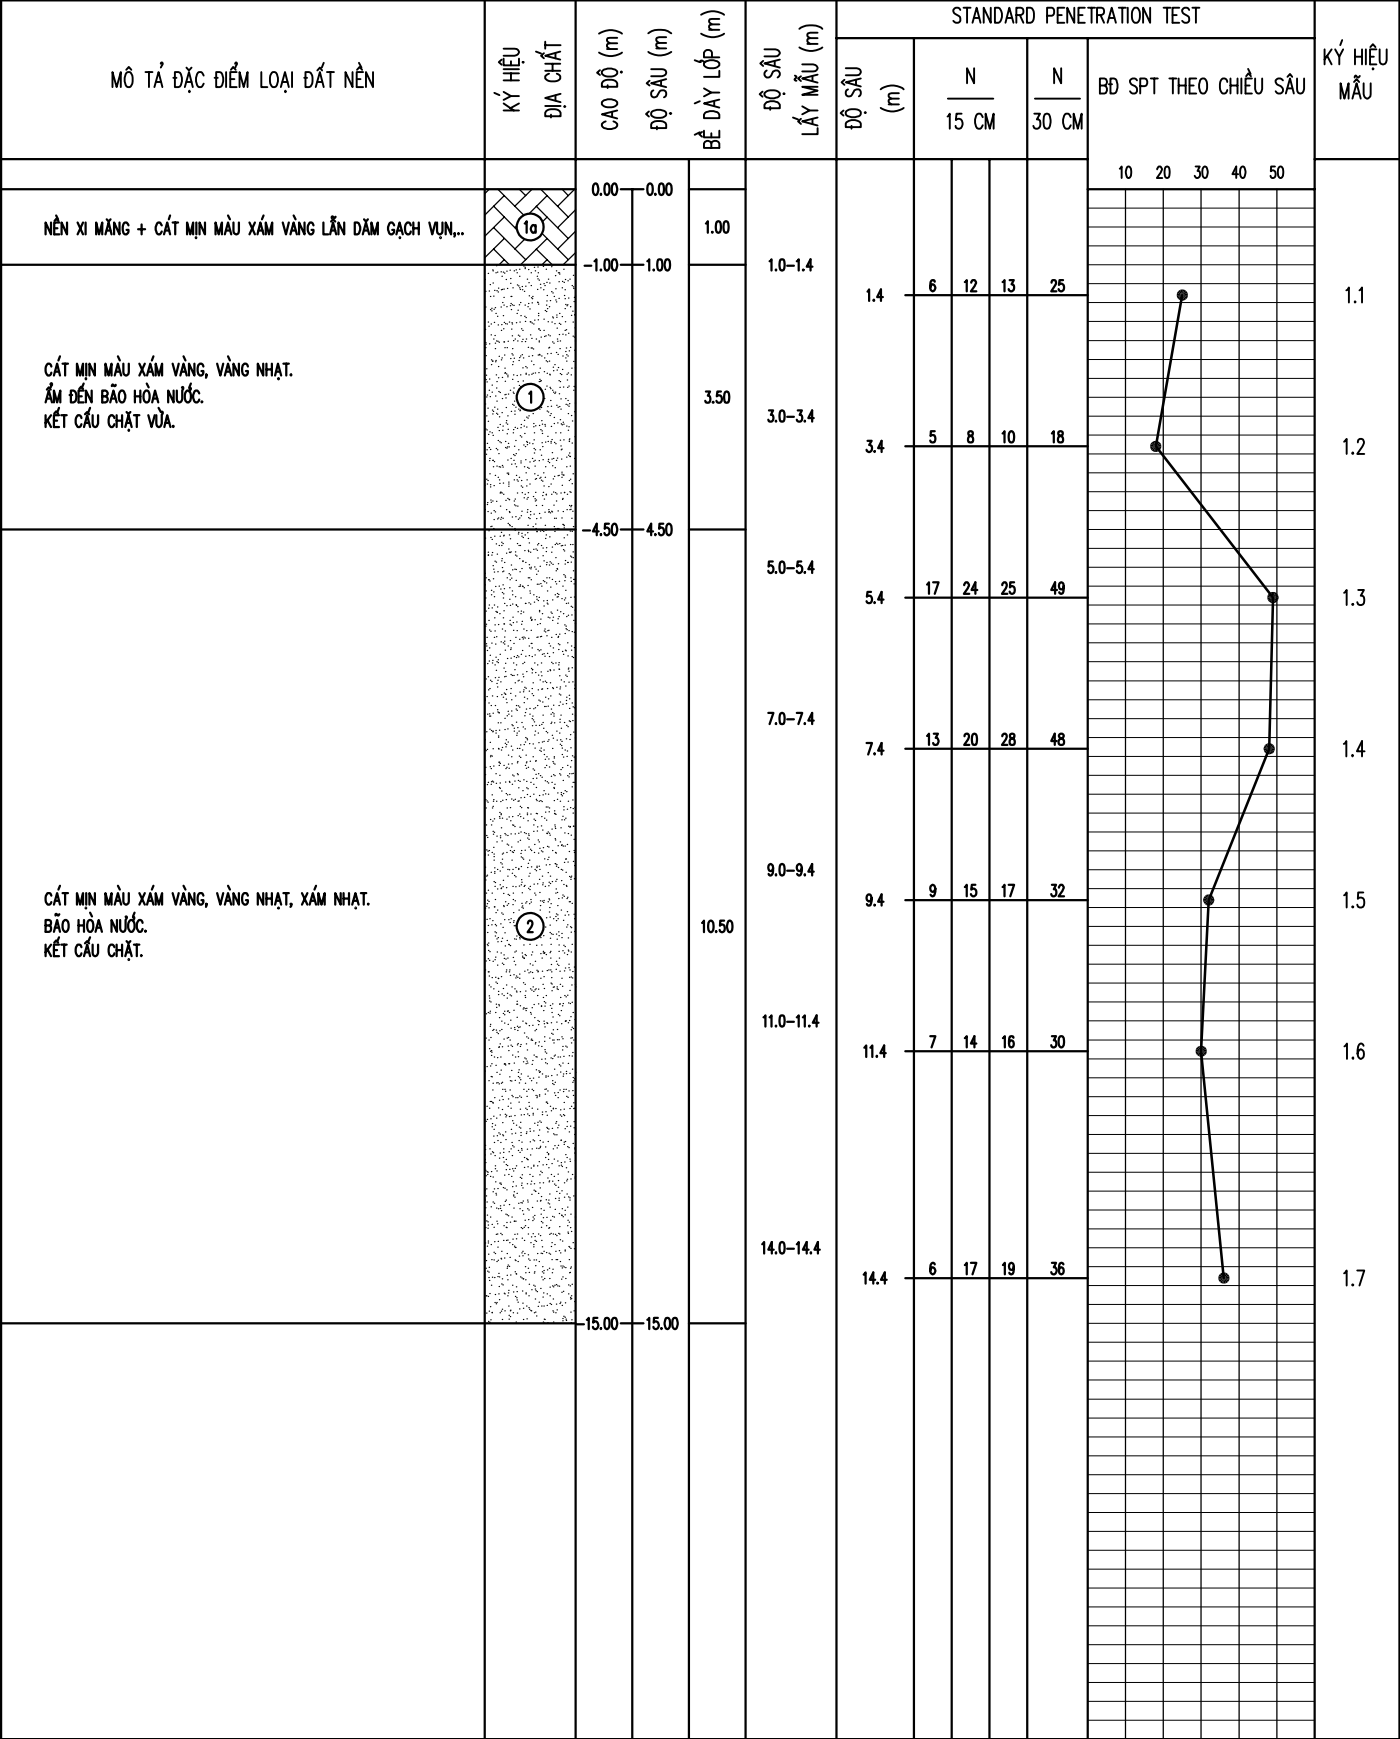 MÔ TẢ ĐẶC ĐIỂM LOẠI ĐẤT NỀN
KÝ HIỆU
ĐỊA CHẤT
CAO ĐỘ (m)
ĐỘ SÂU (m)
BỀ DÀY LỚP (m)
ĐỘ SÂU
LẤY MẪU (m)
STANDARD PENETRATION TEST
ĐỘ SÂU
(m)
N
15 CM
N
30 CM
BĐ SPT THEO CHIỀU SÂU
KÝ HIỆU
MẪU
10 20 30 40 50
0.00 0.00
NỀN XI MĂNG + CÁT MỊN MÀU XÁM VÀNG LẪN DĂM GẠCH VỤN,..
1a
1.00
-1.00 1.00
1.0-1.4
1.4 6 12 13 25 1.1
CÁT MỊN MÀU XÁM VÀNG, VÀNG NHẠT.
ẨM ĐẾN BÃO HÒA NƯỚC.
KẾT CẤU CHẶT VỪA.
1
3.50
3.0-3.4
3.4 5 8 10 18 1.2
-4.50 4.50
5.0-5.4
5.4 17 24 25 49 1.3
7.0-7.4
7.4 13 20 28 48 1.4
9.0-9.4
9.4 9 15 17 32 1.5
CÁT MỊN MÀU XÁM VÀNG, VÀNG NHẠT, XÁM NHẠT.
BÃO HÒA NƯỚC.
KẾT CẤU CHẶT.
2
10.50
11.0-11.4
11.4 7 14 16 30 1.6
14.0-14.4
14.4 6 17 19 36 1.7
-15.00 15.00